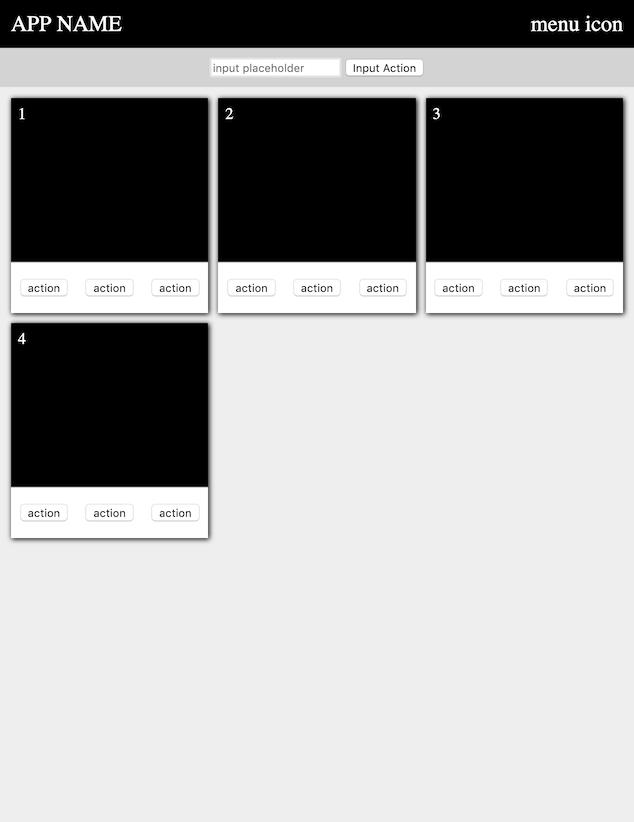 APP NAME menu icon
input placeholder Input Action
1 2 3
action action action action action action action action action
4
action action action